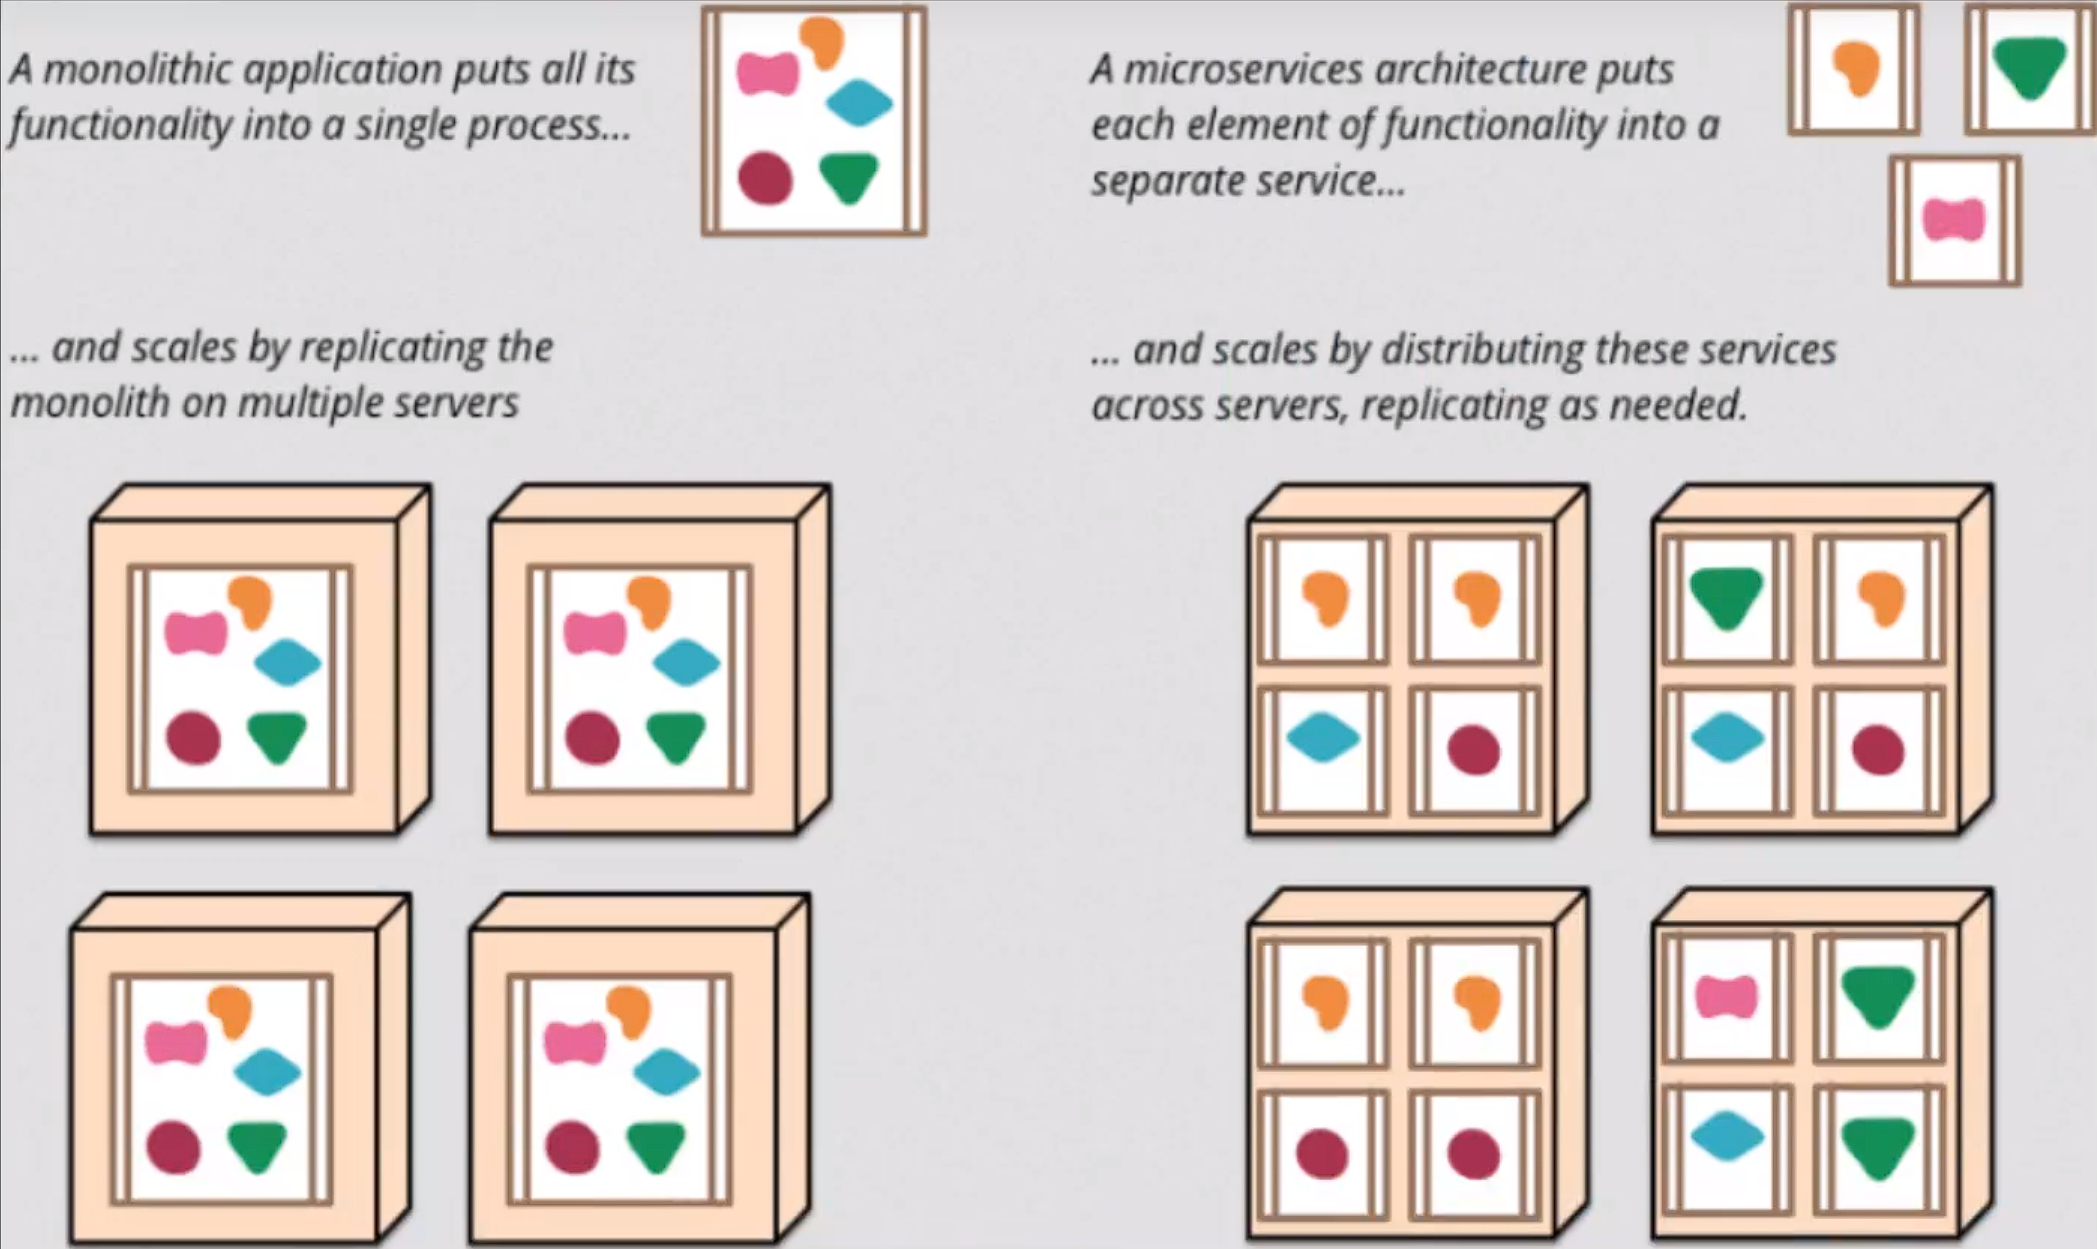 A monolithic application puts all its
functionality into a single process...
... and scales by replicating the
monolith on multiple servers
A microservices architecture puts
each element of functionality into a
separate service...
... and scales by distributing these services
across servers, replicating as needed.